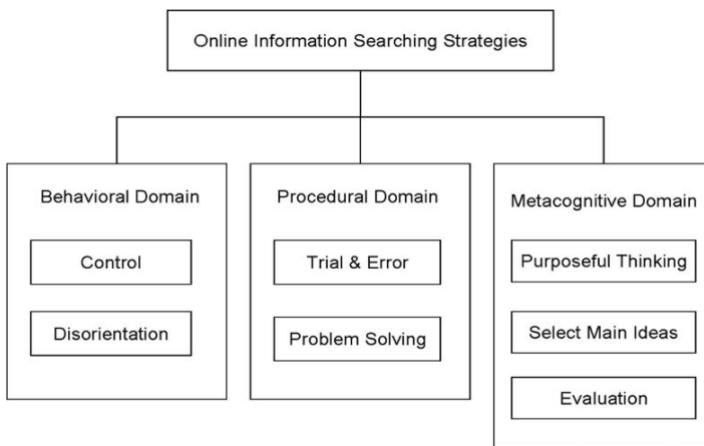 Online Information Searching Strategies
Behavioral Domain
Control
Disorientation
Procedural Domain
Trial & Error
Problem Solving
Metacognitive Domain
Purposeful Thinking
Select Main Ideas
Evaluation